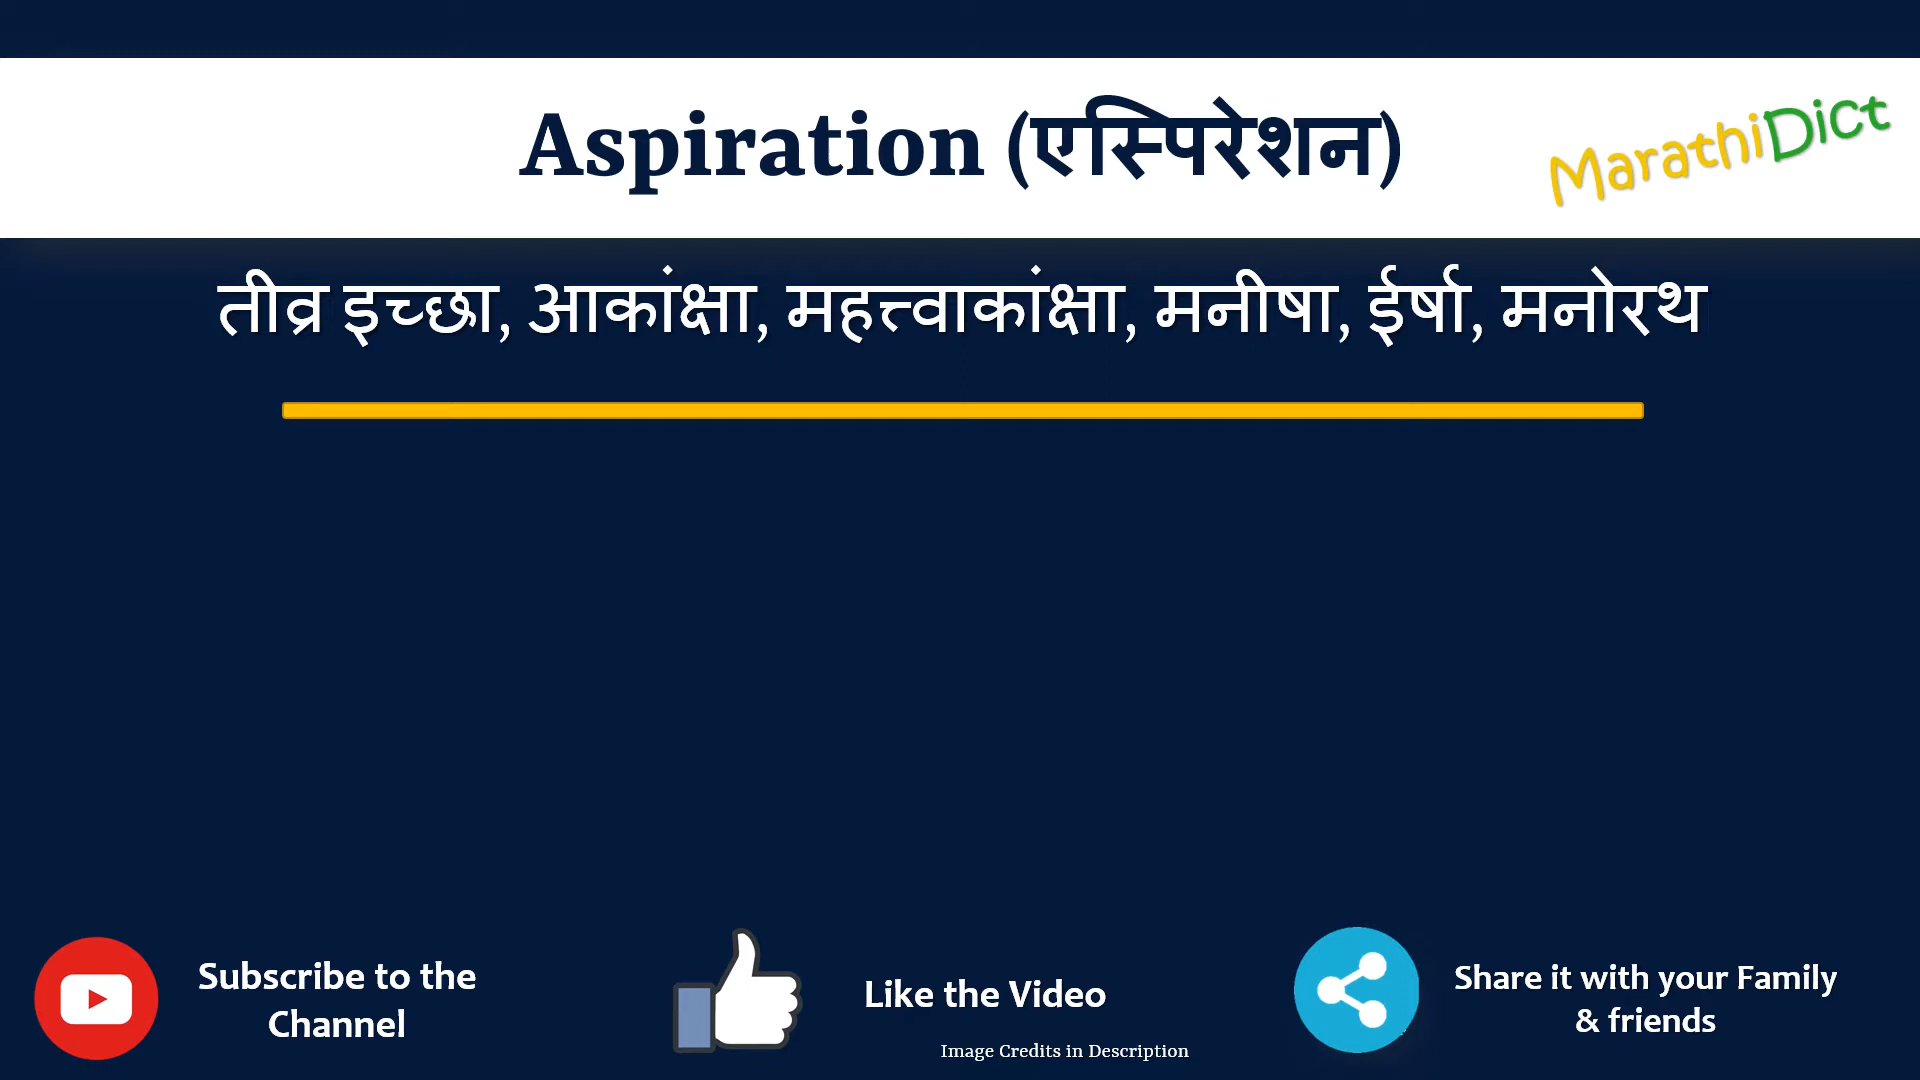 Aspiration (एस्पिरेशन)
MarathiDict
तीव्र इच्छा, आकांक्षा, महत्त्वाकांक्षा, मनीषा, ईर्षा, मनोरथ
Subscribe to the
Channel
Like the Video
Share it with your Family
& friends
Image Credits in Description